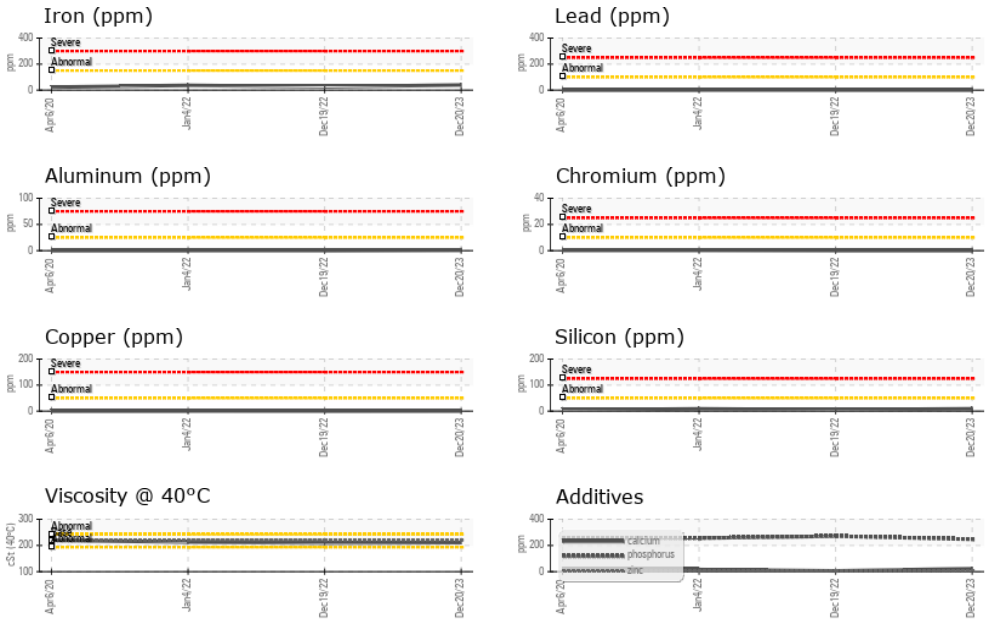 Iron (ppm)
Lead (ppm)
400
Severe
Abnormal
200
0
ppm
Apr6/20
Jan4/22
Dec19/22
Dec20/23
400
Severe
200
Abnormal
0
ppm
Apr6/20
Jan4/22
Dec19/22
Dec20/23
Aluminum (ppm)
Chromium (ppm)
100
Severe
50
Abnormal
0
ppm
Apr6/20
Jan4/22
Dec19/22
Dec20/23
40
Severe
20
Abnormal
0
ppm
Apr6/20
Jan4/22
Dec19/22
Dec20/23
Copper (ppm)
Silicon (ppm)
200
Severe
100
Abnormal
0
ppm
Apr6/20
Jan4/22
Dec19/22
Dec20/23
200
Severe
100
Abnormal
0
ppm
Apr6/20
Jan4/22
Dec19/22
Dec20/23
Viscosity @ 40°C
Additives
300
Abnormal
200
Abnormal
100
cSt (40°C)
Apr6/20
Jan4/22
Dec19/22
Dec20/23
400
200
0
ppm
calcium
phosphorus
zinc
Apr6/20
Jan4/22
Dec19/22
Dec20/23